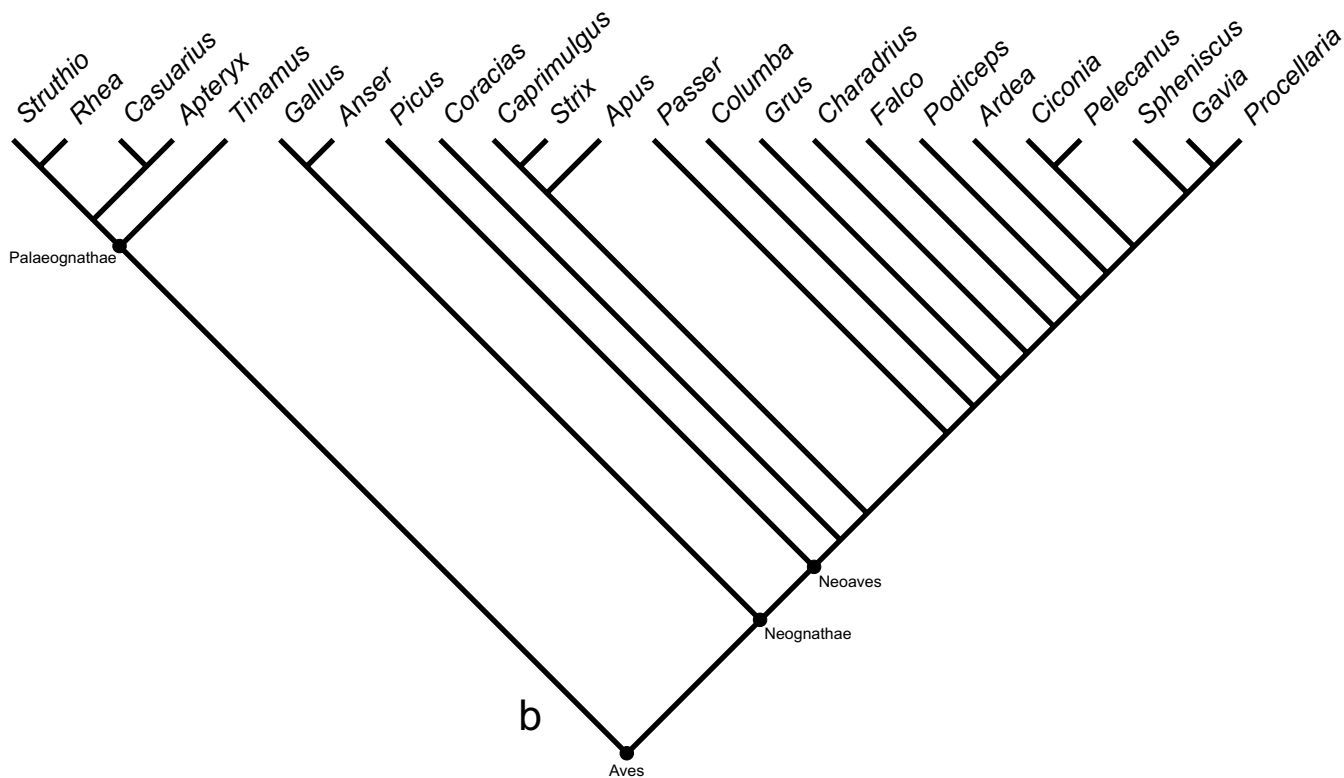 Struthio
Rhea
Casuarius
Apteryx
Tinamus
Gallus
Anser
Picus
Coracias
Caprimulgus
Strix
Apus
Passer
Columba
Grus
Charadrius
Falco
Podiceps
Ardea
Ciconia
Pelecanus
Spheniscus
Gavia
Procellaria
Palaeognathae
Neoaves
Neognathae
b
Aves